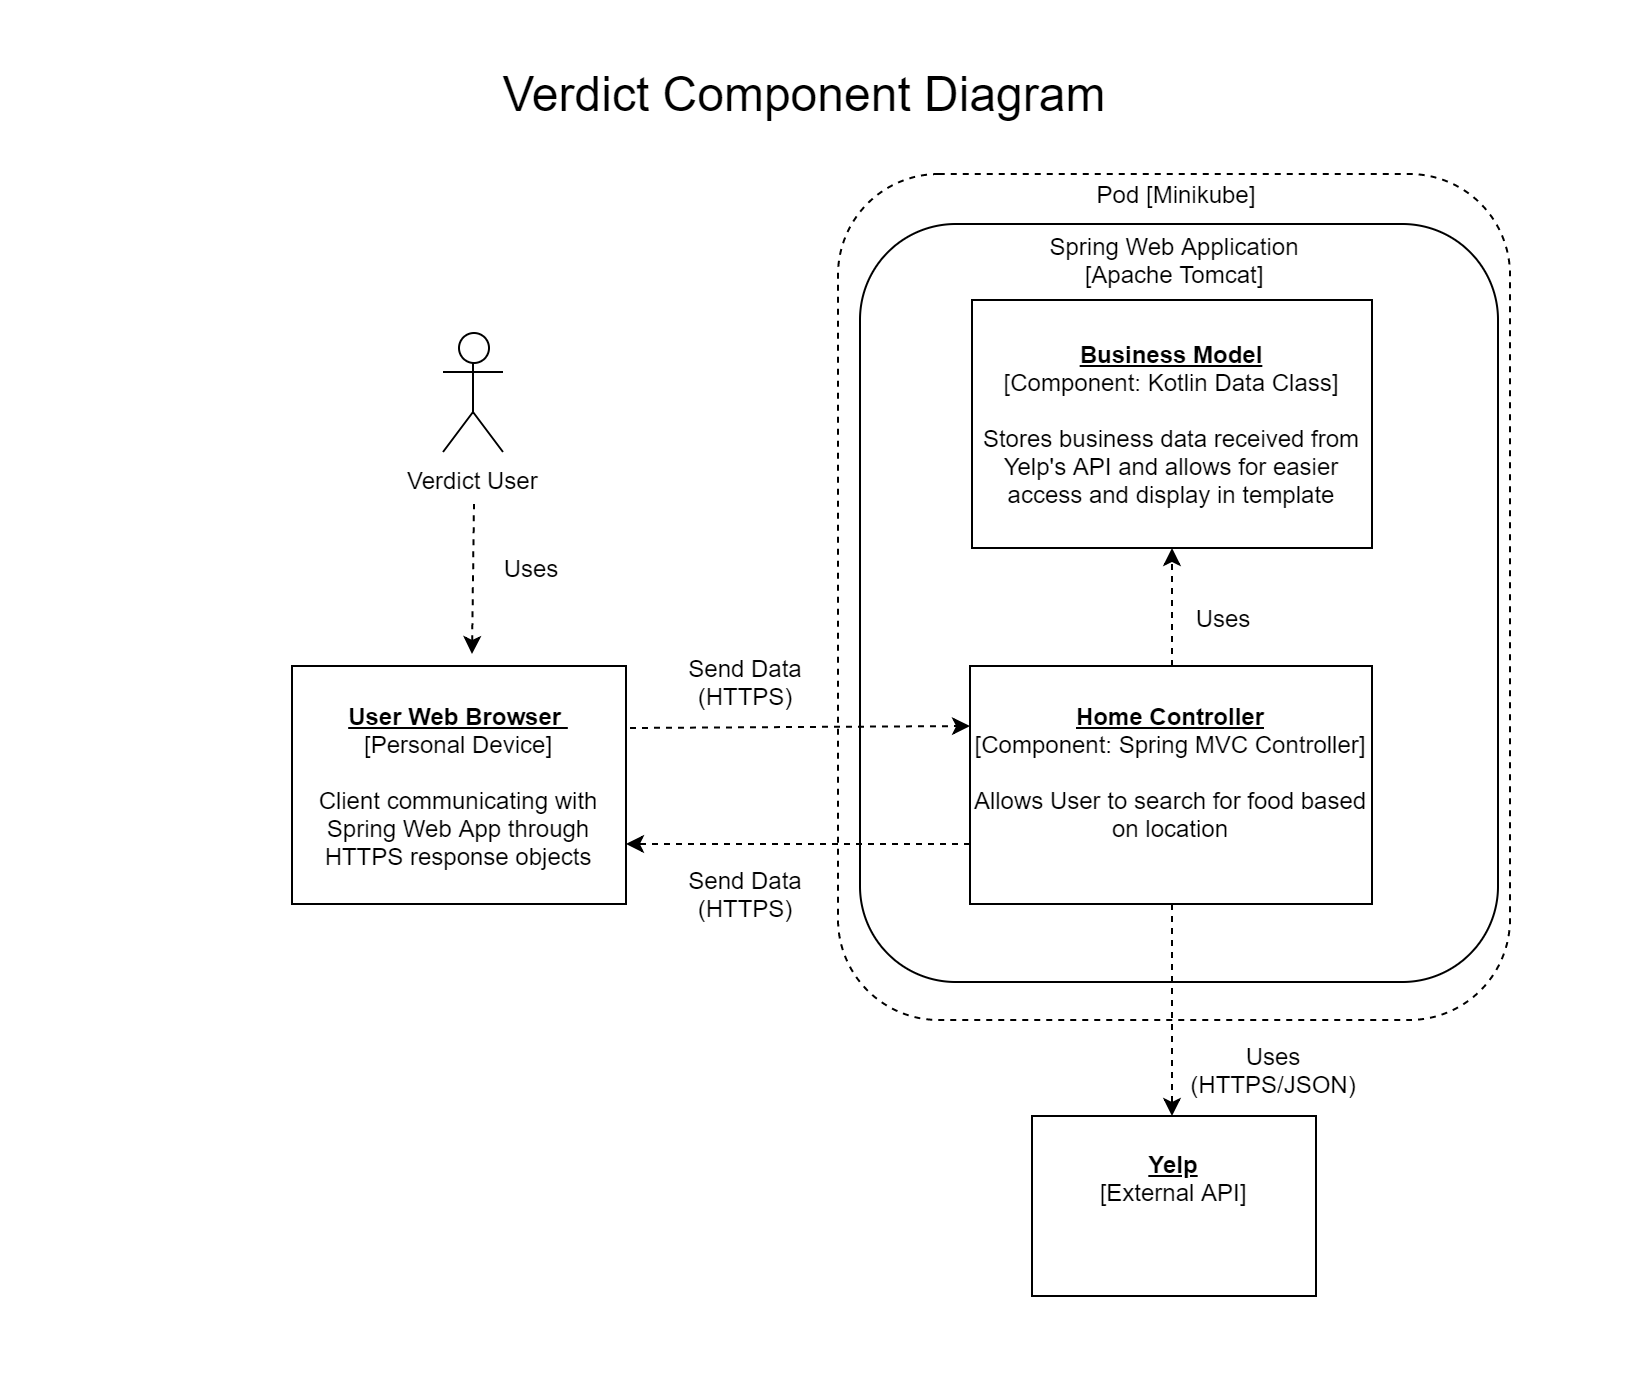 Verdict Component Diagram
Pod [Minikube]
Spring Web Application
[Apache Tomcat]
Business Model
[Component: Kotlin Data Class]
Stores business data received from
Yelp's API and allows for easier
access and display in template
Verdict User
Uses
Uses
Send Data
(HTTPS)
User Web Browser
[Personal Device]
Client communicating with
Spring Web App through
HTTPS response objects
Home Controller
[Component: Spring MVC Controller]
Allows User to search for food based
on location
Send Data
(HTTPS)
Uses
(HTTPS/JSON)
Yelp
[External API]